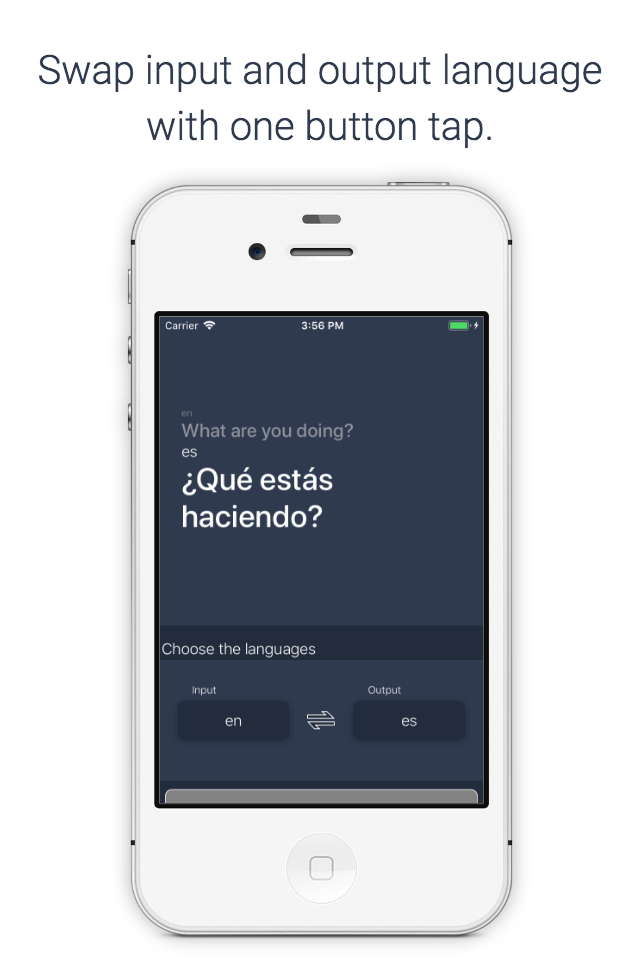 Swap input and output language
with one button tap.
Carrier 3:56 PM
en
What are you doing?
es
¿Qué estás
haciendo?
Choose the languages
Input Output
en es